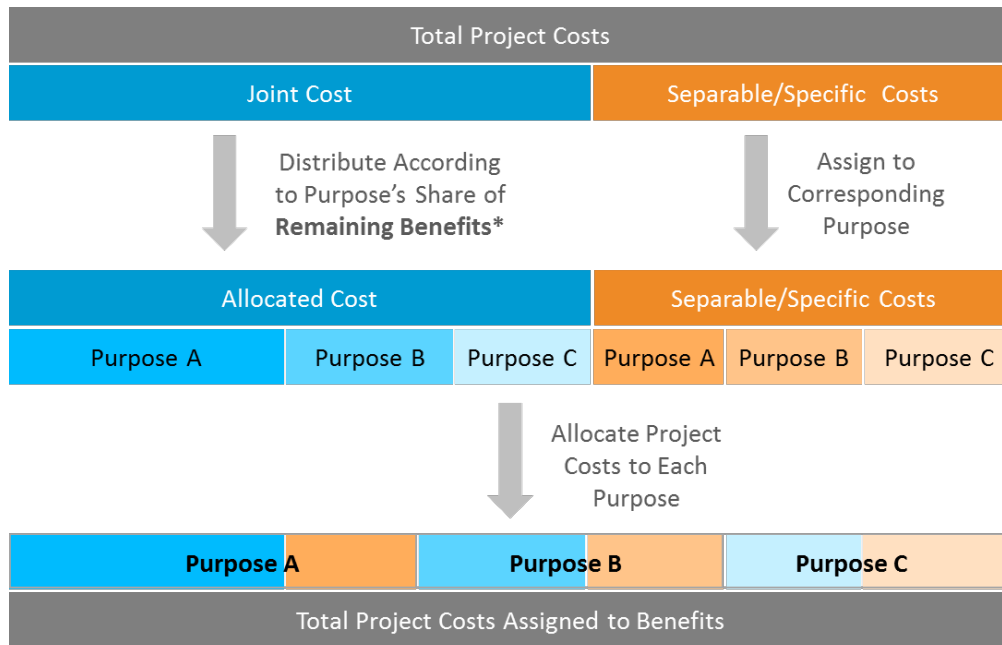 Total Project Costs
Joint Cost
Separable/Specific Costs
Distribute According
to Purpose's Share of
Remaining Benefits*
Assign to
Corresponding
Purpose
Allocated Cost
Separable/Specific Costs
Purpose A
Purpose B
Purpose C
Purpose A
Purpose B
Purpose C
Allocate Project
Costs to Each
Purpose
Purpose A
Purpose B
Purpose C
Total Project Costs Assigned to Benefits